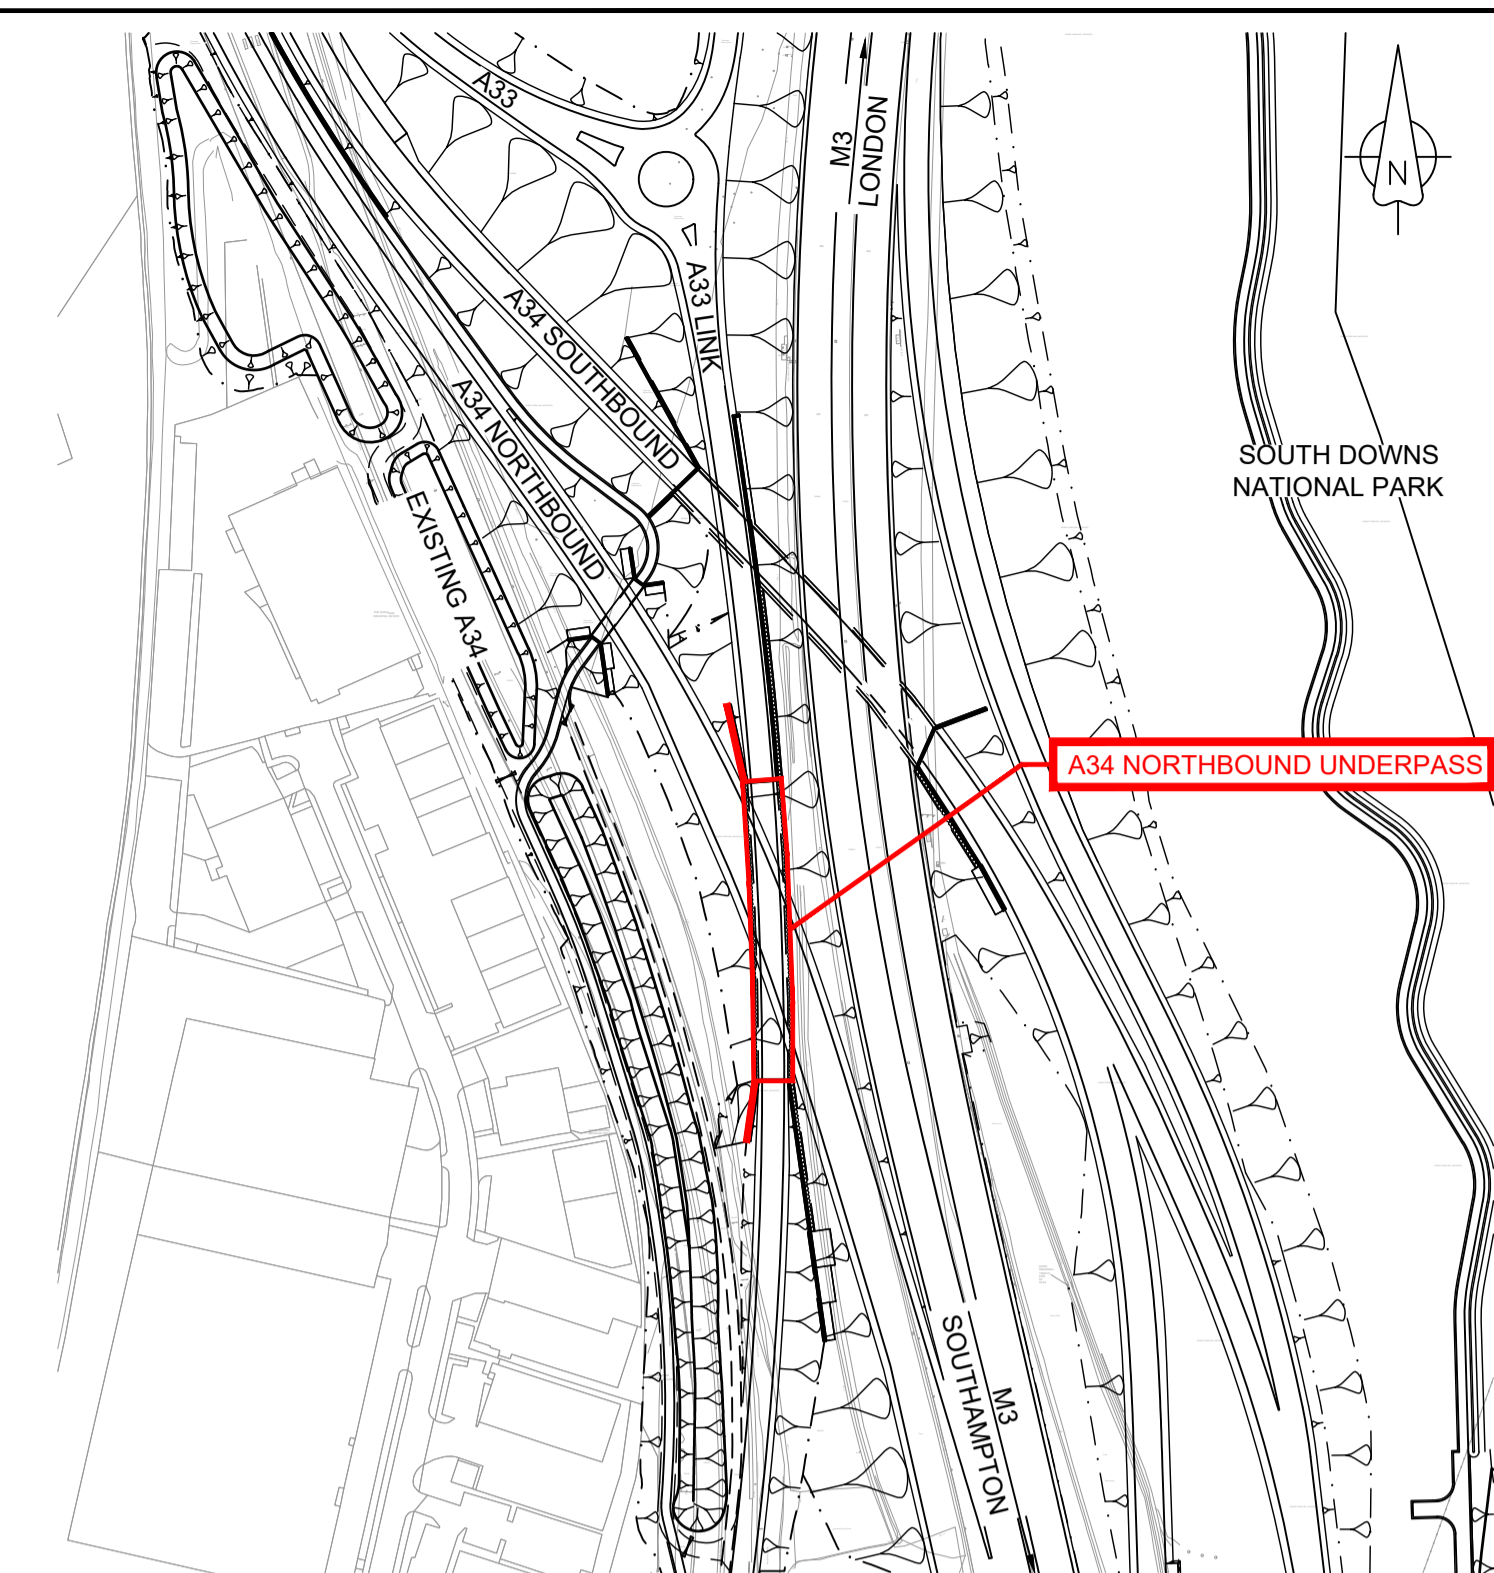 A33
M3
LONDON
N
A33 LINK
A34 SOUTHBOUND
A34 NORTHBOUND
SOUTH DOWNS
NATIONAL PARK
EXISTING A34
A34 NORTHBOUND UNDERPASS
M3
SOUTHAMPTON